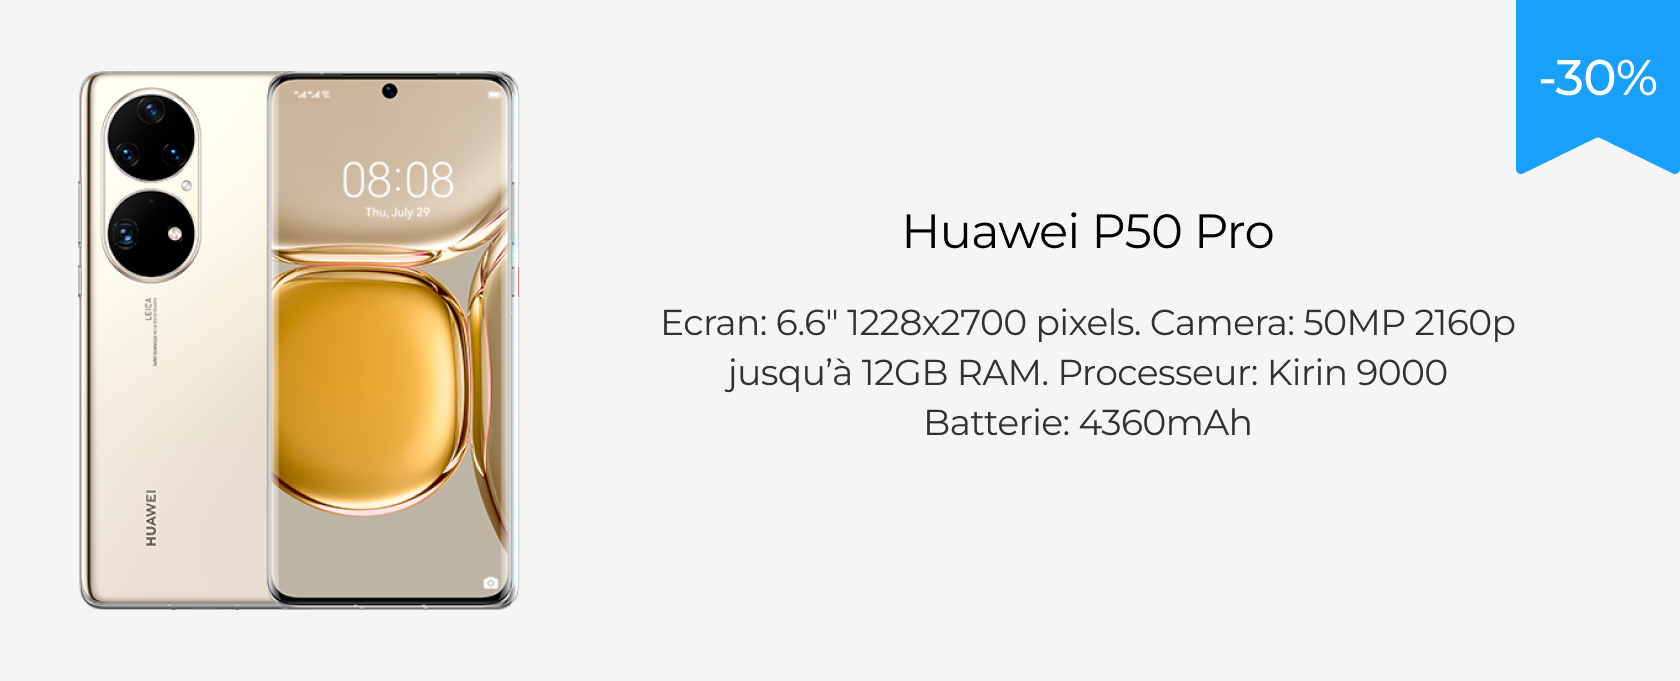 -30%
08:08
Thu, July 29
LEICA
HUAWEI
Huawei P50 Pro
Ecran: 6.6" 1228x2700 pixels. Camera: 50MP 2160p
jusqu’à 12GB RAM. Processeur: Kirin 9000
Batterie: 4360mAh